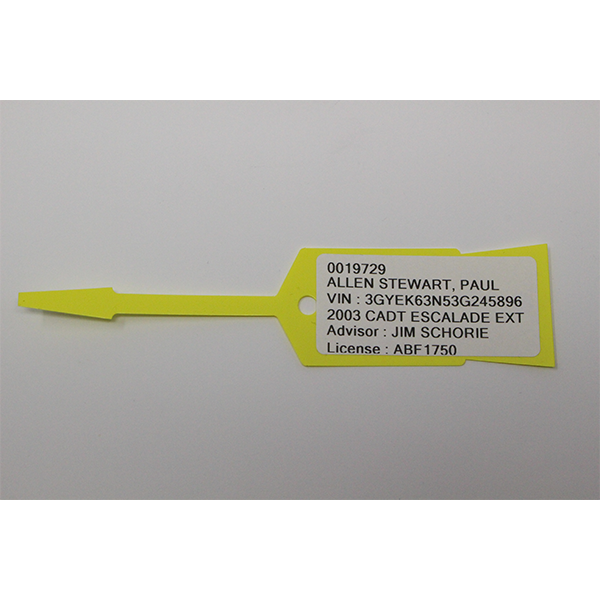 0019729
ALLEN STEWART, PAUL
VIN : 3GYEK63N53G245896
2003 CADT ESCALADE EXT
Advisor : JIM SCHORIE
License : ABF1750